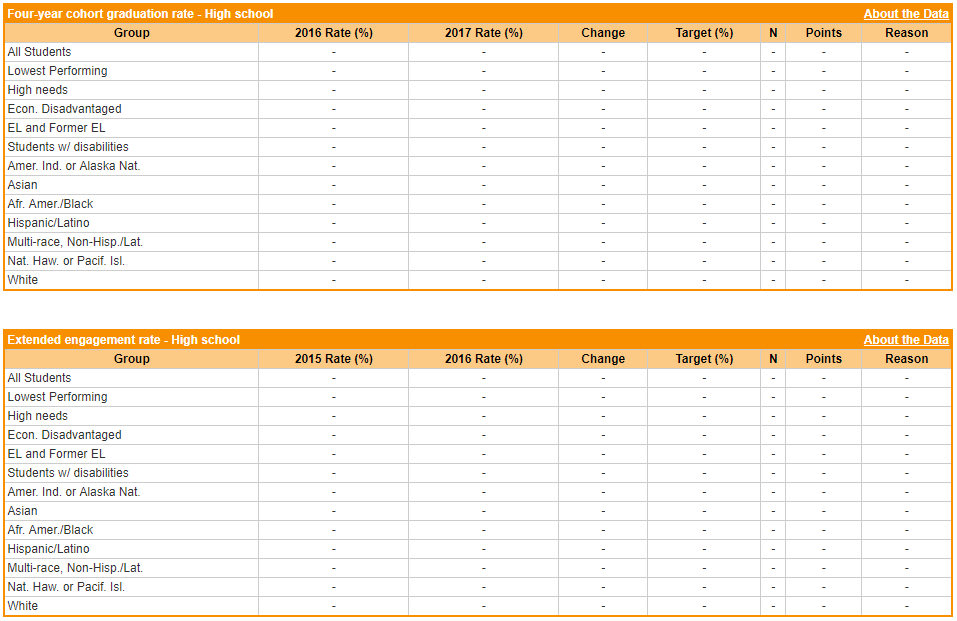 Four-year cohort graduation rate - High school About the Data
Group 2016 Rate (%) 2017 Rate (%) Change Target (%) N Points Reason
All Students - - - - - - -
Lowest Performing - - - - - - -
High needs - - - - - - -
Econ. Disadvantaged - - - - - - -
EL and Former EL - - - - - - -
Students w/ disabilities - - - - - - -
Amer. Ind. or Alaska Nat. - - - - - - -
Asian - - - - - - -
Afr. Amer./Black - - - - - - -
Hispanic/Latino - - - - - - -
Multi-race, Non-Hisp./Lat. - - - - - - -
Nat. Haw. or Pacif. Isl. - - - - - - -
White - - - - - - -
Extended engagement rate - High school About the Data
Group 2015 Rate (%) 2016 Rate (%) Change Target (%) N Points Reason
All Students - - - - - - -
Lowest Performing - - - - - - -
High needs - - - - - - -
Econ. Disadvantaged - - - - - - -
EL and Former EL - - - - - - -
Students w/ disabilities - - - - - - -
Amer. Ind. or Alaska Nat. - - - - - - -
Asian - - - - - - -
Afr. Amer./Black - - - - - - -
Hispanic/Latino - - - - - - -
Multi-race, Non-Hisp./Lat. - - - - - - -
Nat. Haw. or Pacif. Isl. - - - - - - -
White - - - - - - -